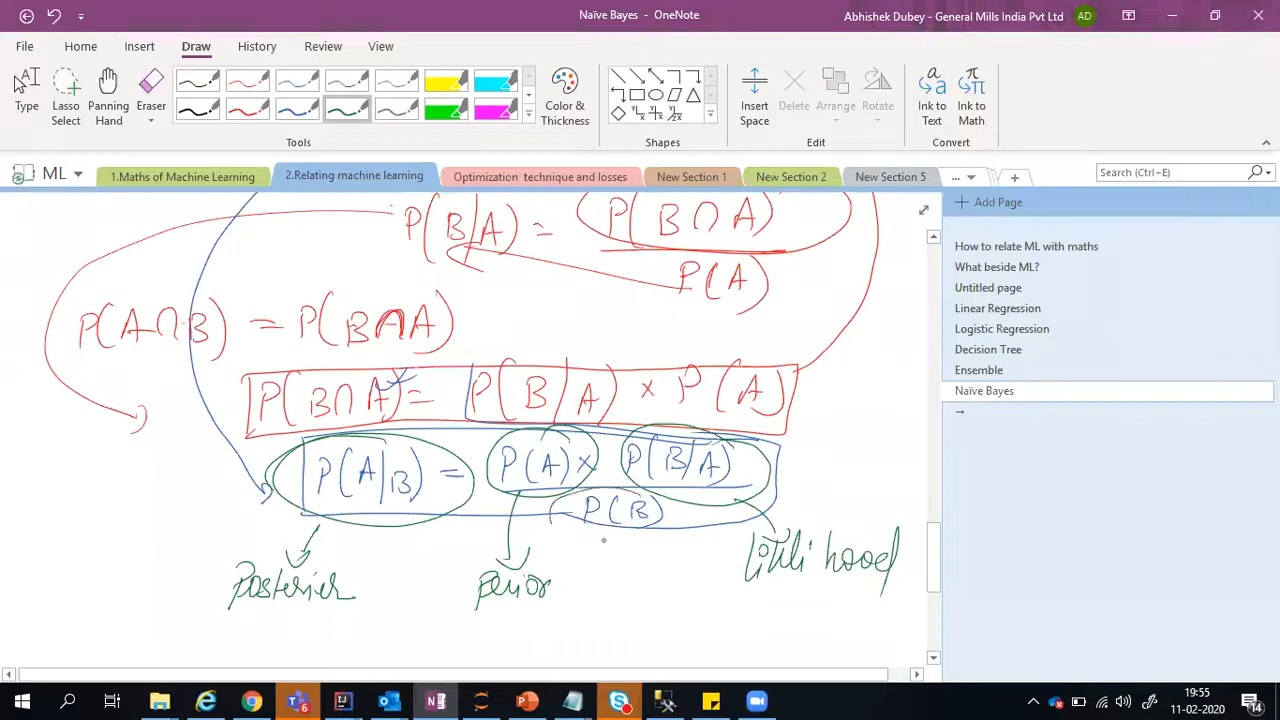 Naïve Bayes - OneNote
Abhishek Dubey - General Mills India Pvt Ltd
AD
File Home Insert Draw History Review View
Type
Lasso Select
Panning Hand
Eraser
Color & Thickness
Insert Space
Delete
Arrange
Rotate
Ink to Text
Ink to Math
Tools
Shapes
Edit
Convert
ML
1.Maths of Machine Learning
2.Relating machine learning
Optimization technique and losses
New Section 1
New Section 2
New Section 5
...
Search (Ctrl+E)
Add Page
How to relate ML with maths
What beside ML?
Untitled page
Linear Regression
Logistic Regression
Decision Tree
Ensemble
Naïve Bayes
→
P(B/A) = P(B∩A)
P(A)
P(A∩B) = P(B∩A)
P(B∩A) = P(B/A) × P(A)
P(A|B) = P(A) × P(B/A)
P(B)
Posterier
perior
19:55
11-02-2020
14
6